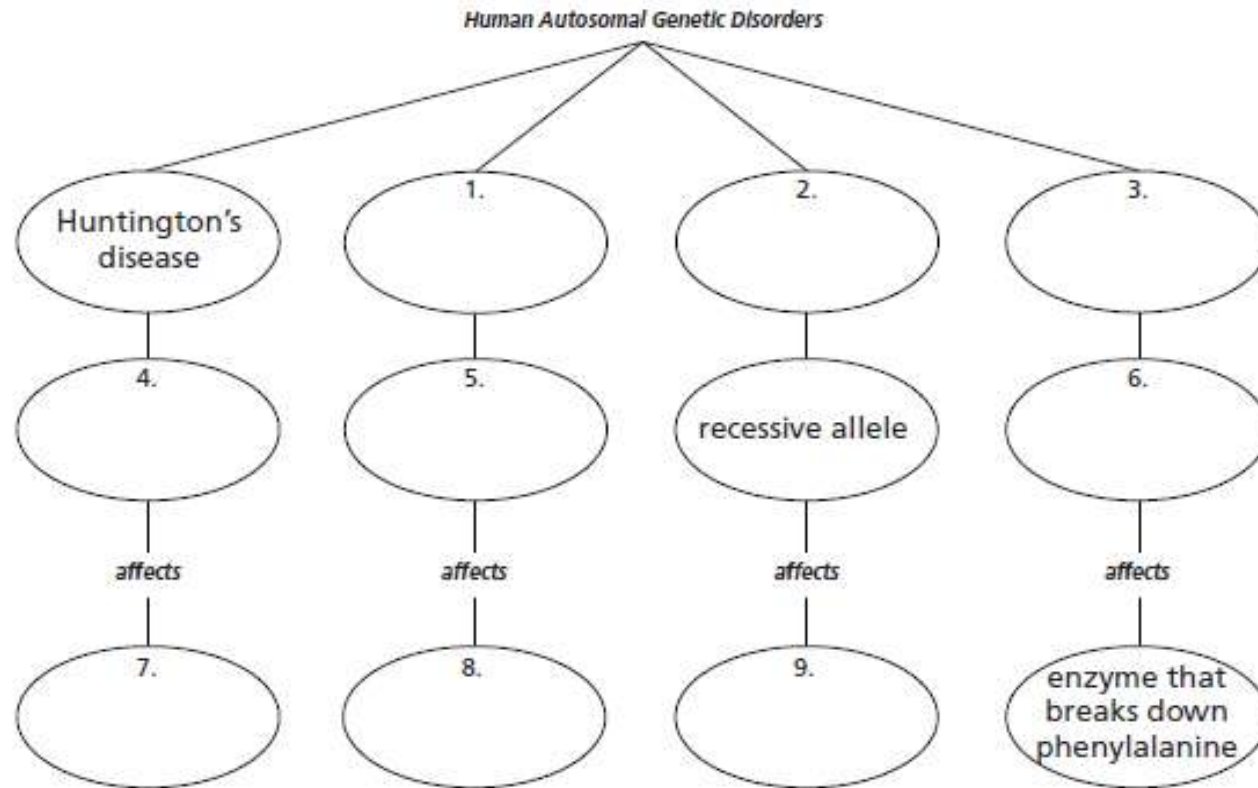 Human Autosomal Genetic Disorders
Huntington's
disease
1.
2.
3.
4.
5.
recessive allele
6.
affects
affects
affects
affects
7.
8.
9.
enzyme that
breaks down
phenylalanine